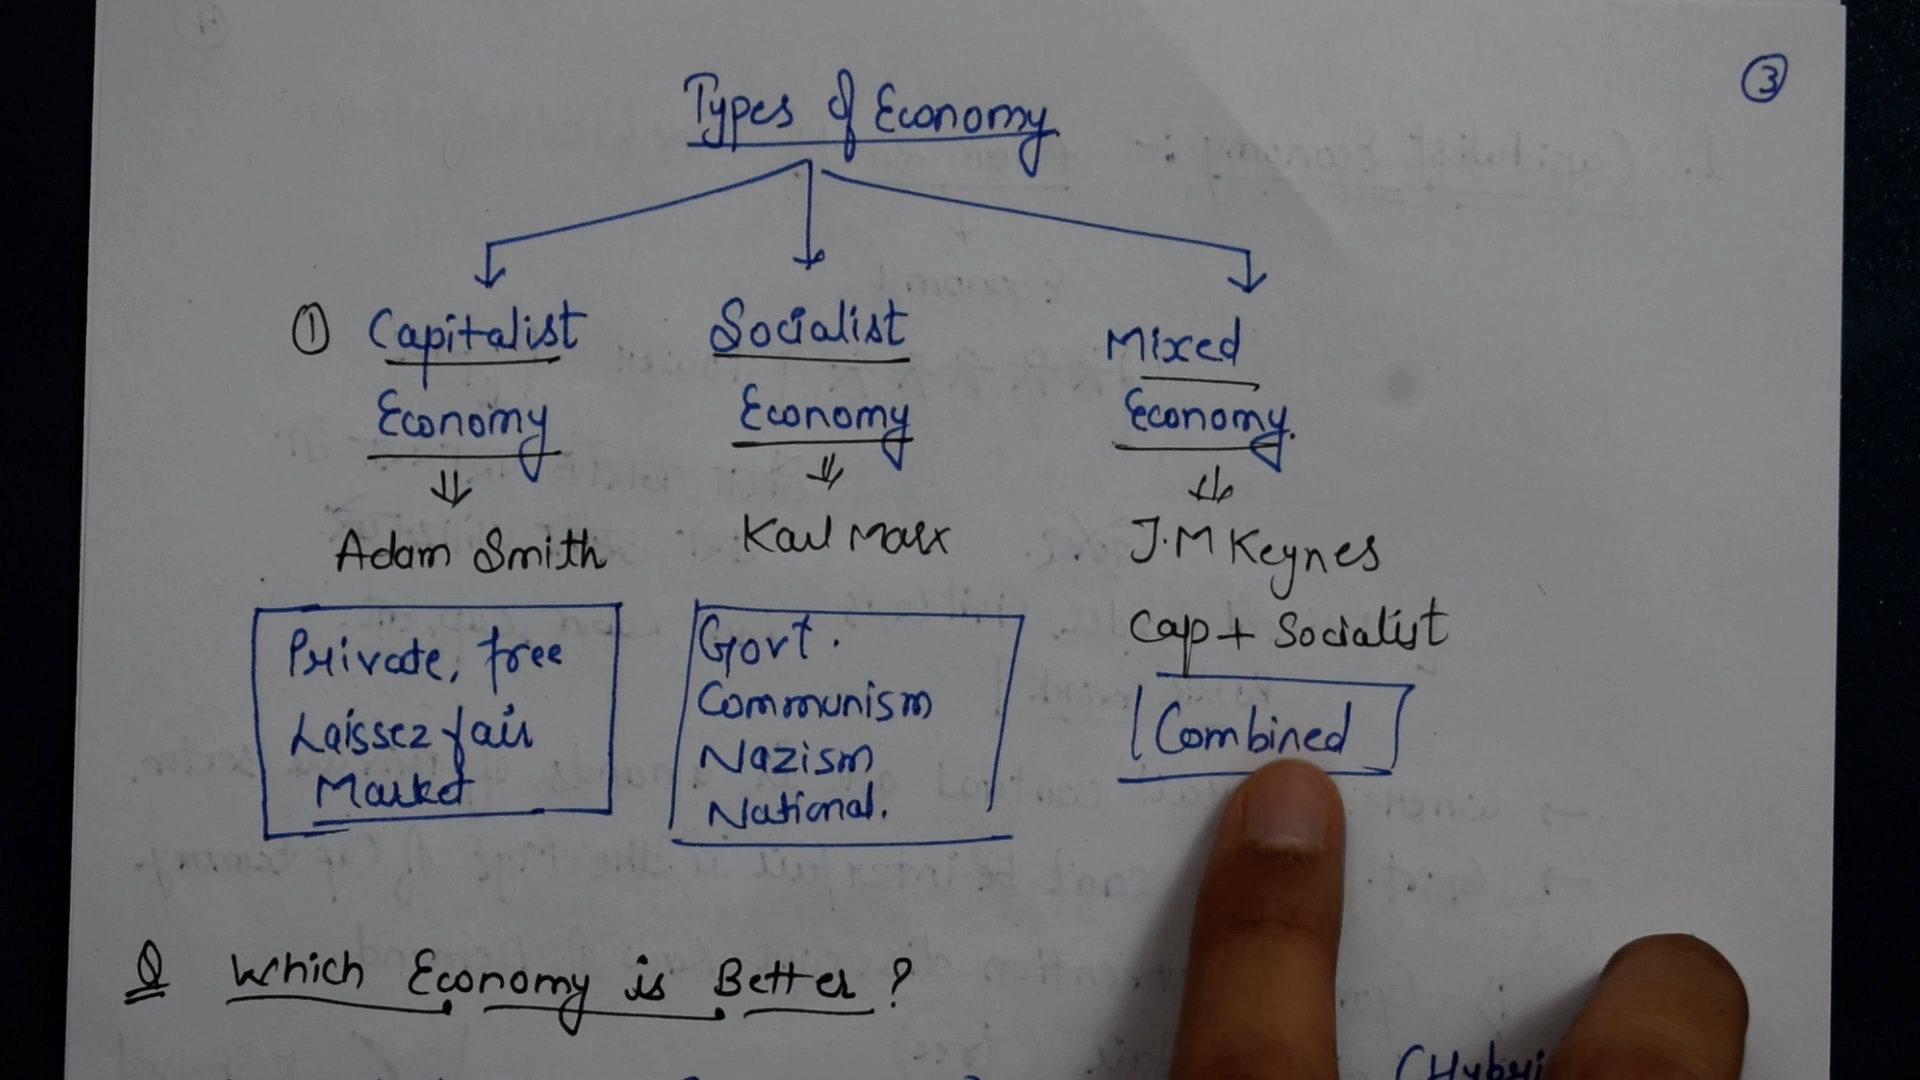 3
Types of Economy
① Capitalist Economy
Socialist Economy
Mixed Economy.
Adam Smith
Karl Marx
J.M Keynes
Cap + Socialist
Private, free
Laissez fair
Market
Govt.
Communism
Nazism
National.
Combined
Q Which Economy is Better ?